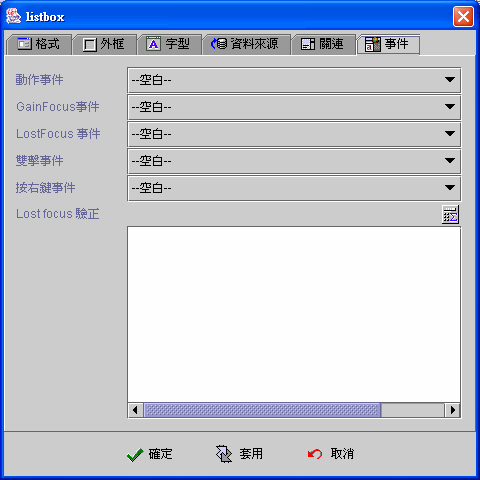 listbox
格式 外框 字型 資料來源 關連 事件
動作事件 --空白--
GainFocus事件 --空白--
LostFocus 事件 --空白--
雙擊事件 --空白--
按右鍵事件 --空白--
Lost focus 驗正
確定 套用 取消